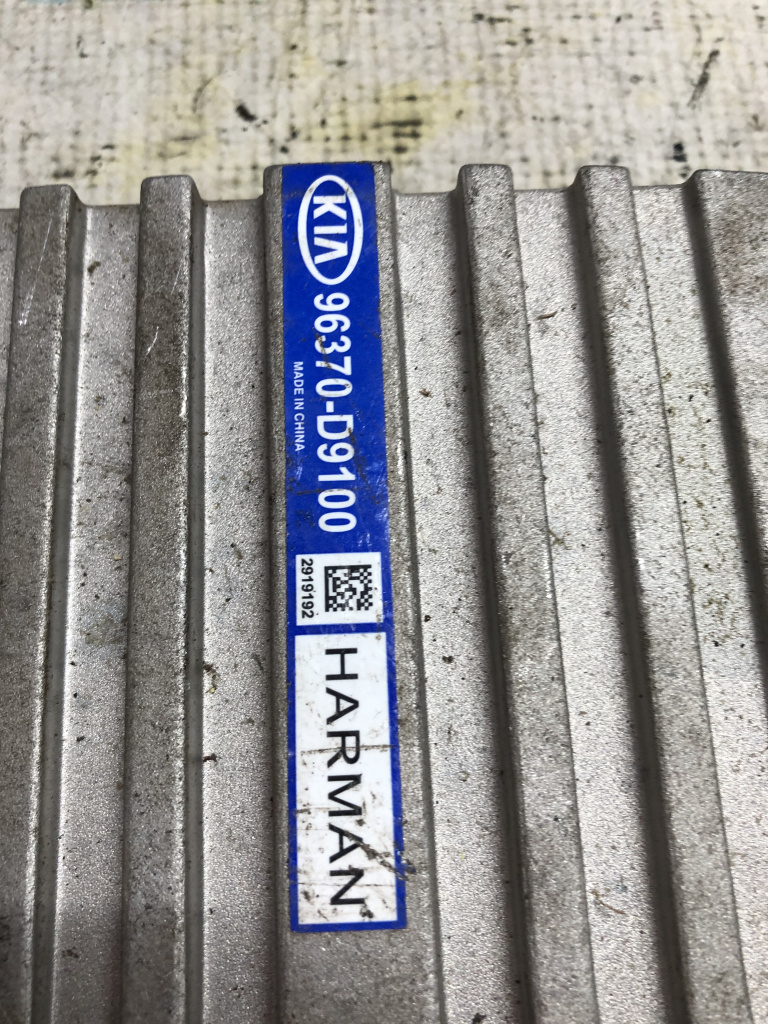 KIA
96370-D9100
MADE IN CHINA
2919192
HARMAN